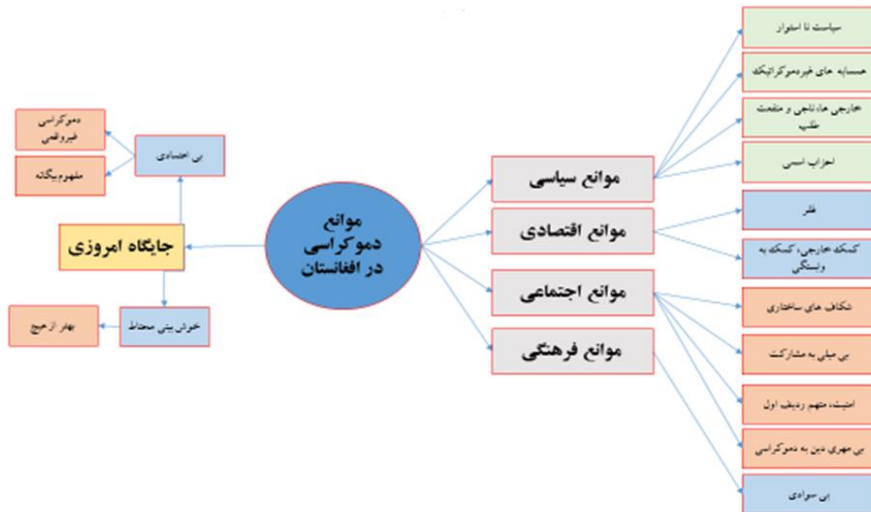 موانع
دموکراسی
در افغانستان
موانع سیاسی
سیاست نا استوار
همسایه های غیردموکراتیک
خارجی ها، ناجی و منفعت
طلب
احزاب اسمی
موانع اقتصادی
فقر
کمک خارجی، کمک به
وابستگی
موانع اجتماعی
شکاف های ساختاری
بی میلی به مشارکت
امنیت، متهم ردیف اول
بی مهری دین به دموکراسی
موانع فرهنگی
بی سوادی
جایگاه امروزی
بی اعتمادی
دموکراسی
غیرواقعی
مفهوم بیگانه
خوش بینی محتاط
بهتر از هیچ